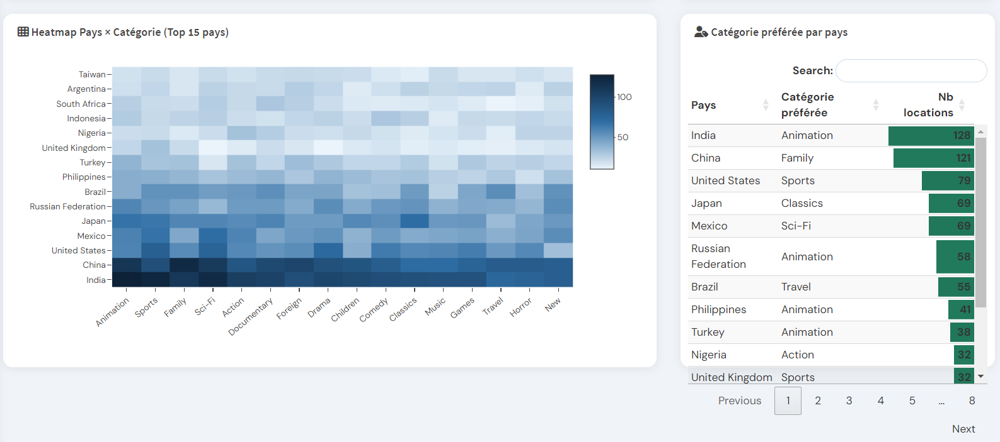 Heatmap Pays × Catégorie (Top 15 pays)
Taiwan
Argentina
South Africa
Indonesia
Nigeria
United Kingdom
Turkey
Philippines
Brazil
Russian Federation
Japan
Mexico
United States
China
India
Animation
Sports
Family
Sci-Fi
Action
Documentary
Foreign
Drama
Children
Comedy
Classics
Music
Games
Travel
Horror
New
100
50
Catégorie préférée par pays
Search:
Pays Catégorie préférée Nb locations
India Animation 128
China Family 121
United States Sports 79
Japan Classics 69
Mexico Sci-Fi 69
Russian Federation Animation 58
Brazil Travel 55
Philippines Animation 41
Turkey Animation 38
Nigeria Action 32
United Kingdom Sports 32
Previous 1 2 3 4 5 ... 8
Next